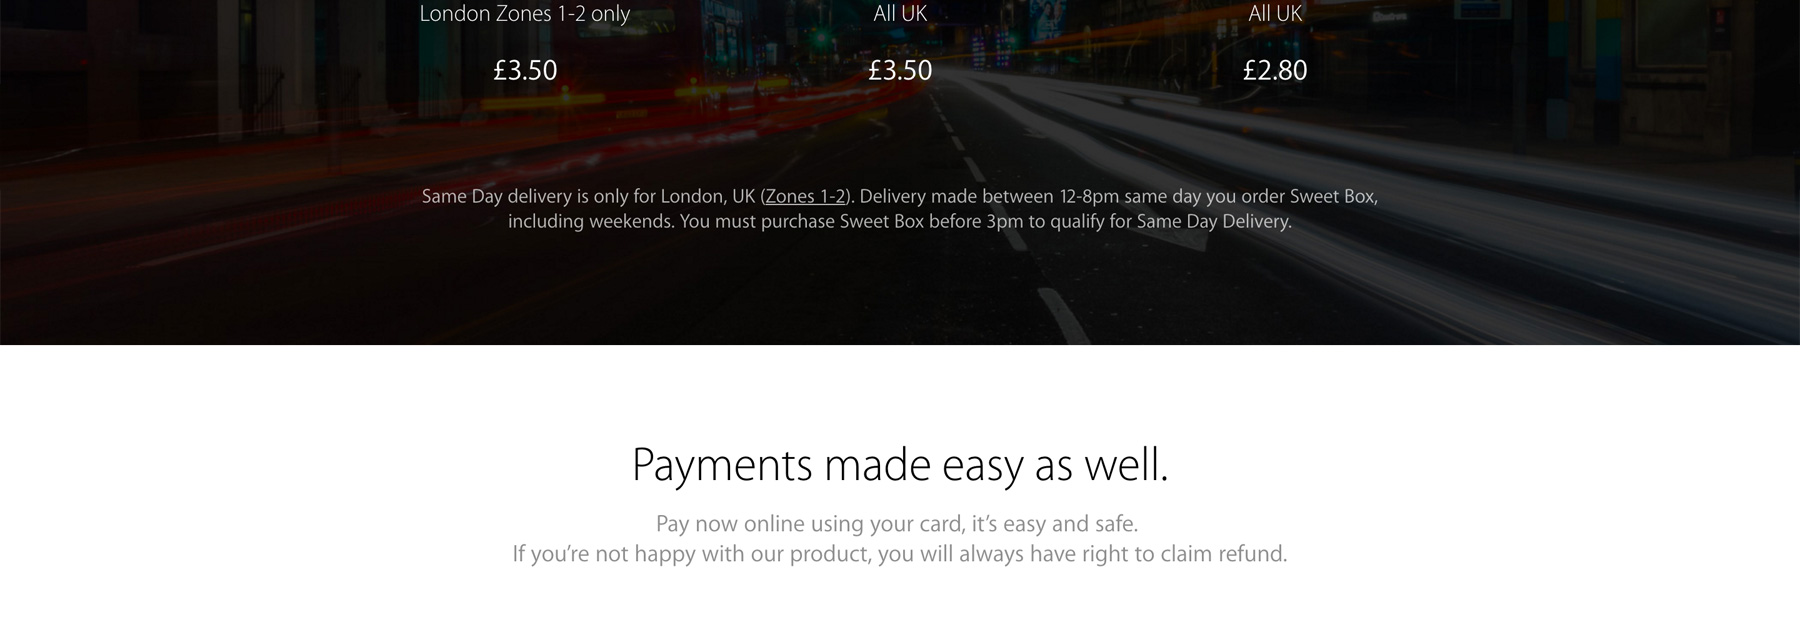 London Zones 1-2 only
All UK
All UK
£3.50
£3.50
£2.80
Same Day delivery is only for London, UK (Zones 1-2). Delivery made between 12-8pm same day you order Sweet Box,
including weekends. You must purchase Sweet Box before 3pm to qualify for Same Day Delivery.
Payments made easy as well.
Pay now online using your card, it’s easy and safe.
If you’re not happy with our product, you will always have right to claim refund.